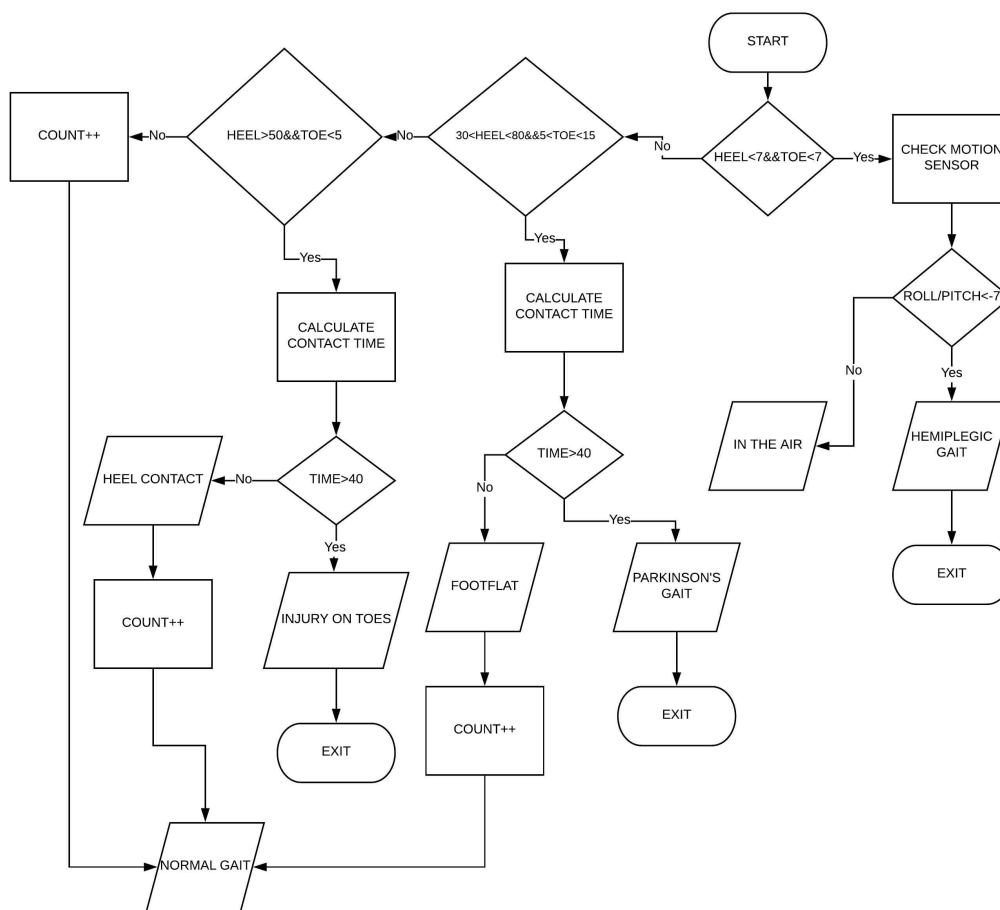 START
COUNT++
HEEL>50&&TOE<5
30<HEEL<80&&5<TOE<15
HEEL<7&&TOE<7
CHECK MOTION
SENSOR
No
No
No
Yes
Yes
Yes
CALCULATE
CONTACT TIME
CALCULATE
CONTACT TIME
ROLL/PITCH<-7
No
Yes
HEEL CONTACT
No
TIME>40
TIME>40
IN THE AIR
HEMIPLEGIC
GAIT
No
Yes
Yes
COUNT++
INJURY ON TOES
FOOTFLAT
PARKINSON'S
GAIT
EXIT
EXIT
COUNT++
EXIT
NORMAL GAIT